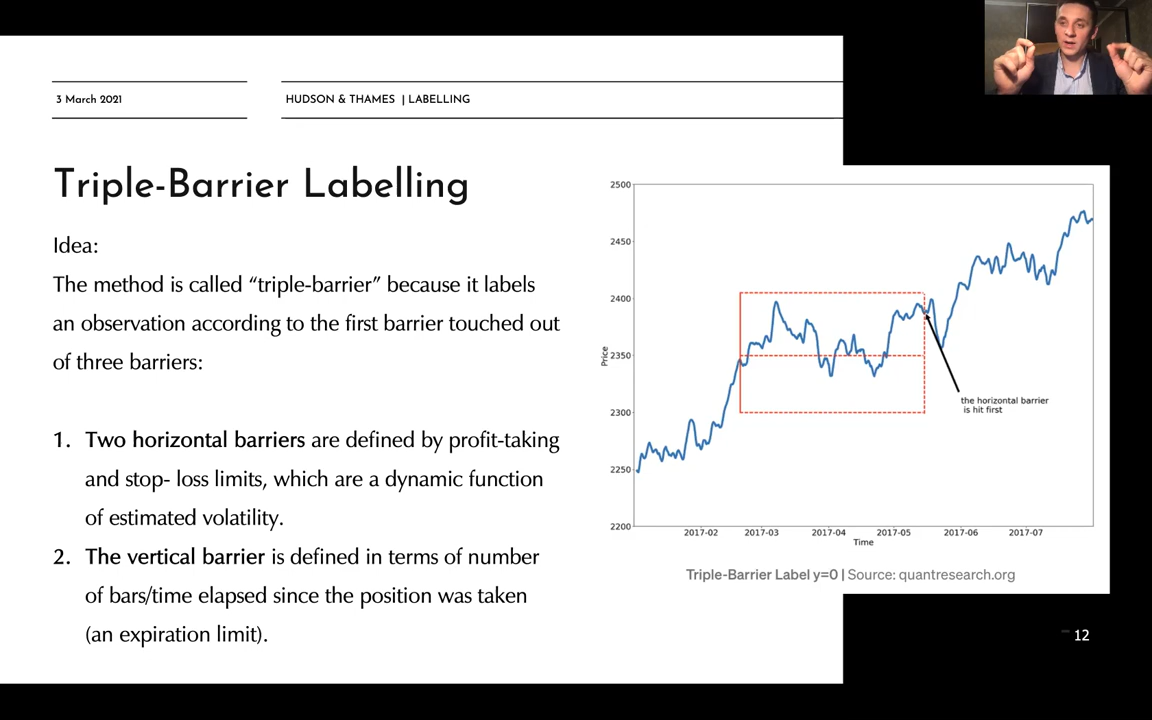 3 March 2021
HUDSON & THAMES | LABELLING
Triple-Barrier Labelling
Idea:
The method is called “triple-barrier” because it labels
an observation according to the first barrier touched out
of three barriers:
1. Two horizontal barriers are defined by profit-taking
and stop- loss limits, which are a dynamic function
of estimated volatility.
2. The vertical barrier is defined in terms of number
of bars/time elapsed since the position was taken
(an expiration limit).
2500
2450
2400
2350
2300
2250
2200
Price
the horizontal barrier
is hit first
2017-02 2017-03 2017-04 2017-05 2017-06 2017-07
Time
Triple-Barrier Label y=0 | Source: quantresearch.org
12